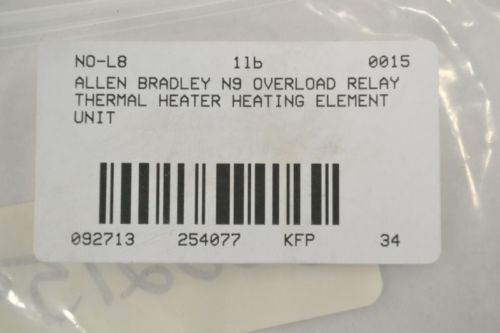 NO-L8 1lb 0015
ALLEN BRADLEY N9 OVERLOAD RELAY
THERMAL HEATER HEATING ELEMENT
UNIT
092713 254077 KFP 34